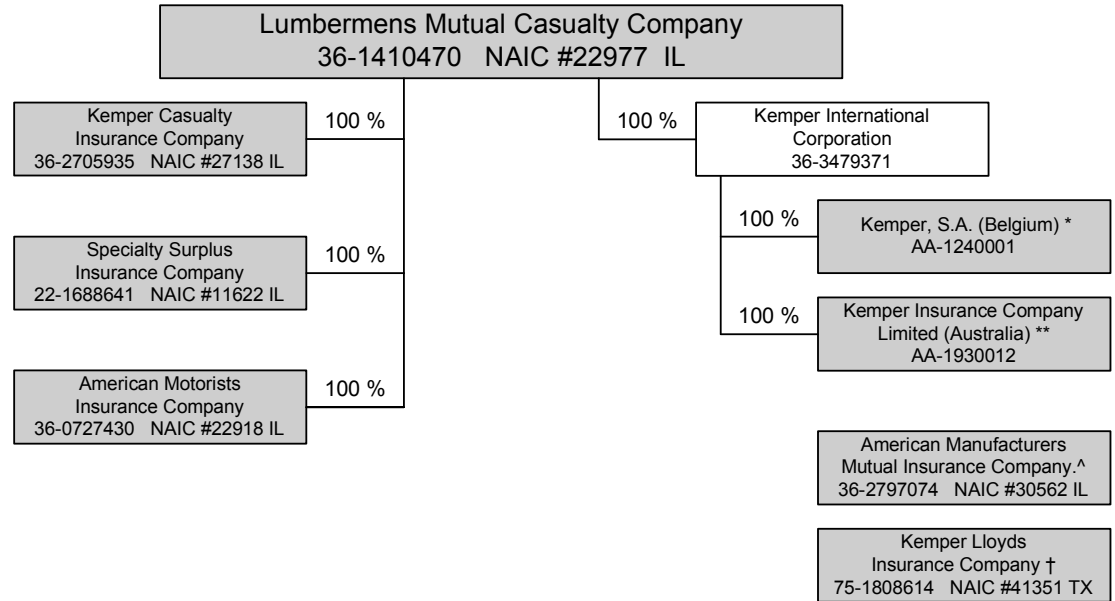 Lumbermens Mutual Casualty Company
36-1410470 NAIC #22977 IL
Kemper Casualty
Insurance Company
36-2705935 NAIC #27138 IL
100 %
Specialty Surplus
Insurance Company
22-1688641 NAIC #11622 IL
100 %
American Motorists
Insurance Company
36-0727430 NAIC #22918 IL
100 %
100 %
Kemper International
Corporation
36-3479371
100 %
Kemper, S.A. (Belgium) *
AA-1240001
100 %
Kemper Insurance Company
Limited (Australia) **
AA-1930012
American Manufacturers
Mutual Insurance Company.^
36-2797074 NAIC #30562 IL
Kemper Lloyds
Insurance Company †
75-1808614 NAIC #41351 TX